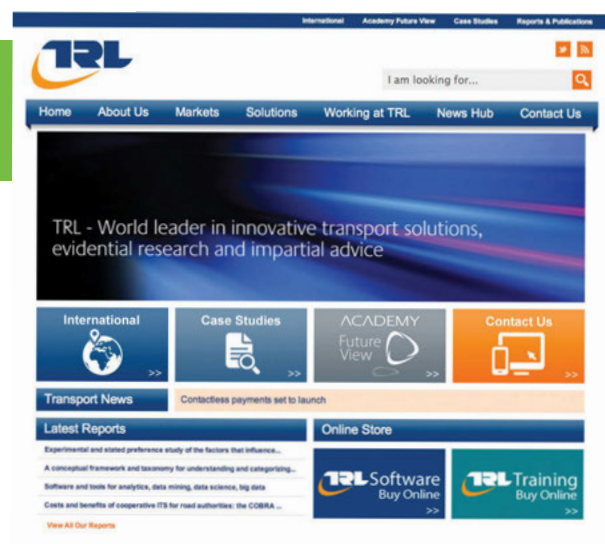 International Academy Future View Case Studies Reports & Publications
TRL
I am looking for...
Home About Us Markets Solutions Working at TRL News Hub Contact Us
TRL - World leader in innovative transport solutions,
evidential research and impartial advice
International
>>
Case Studies
>>
ACADEMY
Future
View
>>
Contact Us
>>
Transport News
Contactless payments set to launch
Latest Reports
Experimental and stated preference study of the factors that influence...
A conceptual framework and taxonomy for understanding and categorizing...
Software and tools for analytics, data mining, data science, big data
Costs and benefits of cooperative ITS for road authorities: the COBRA ...
View All Our Reports
Online Store
TRL Software
Buy Online
>>
TRL Training
Buy Online
>>